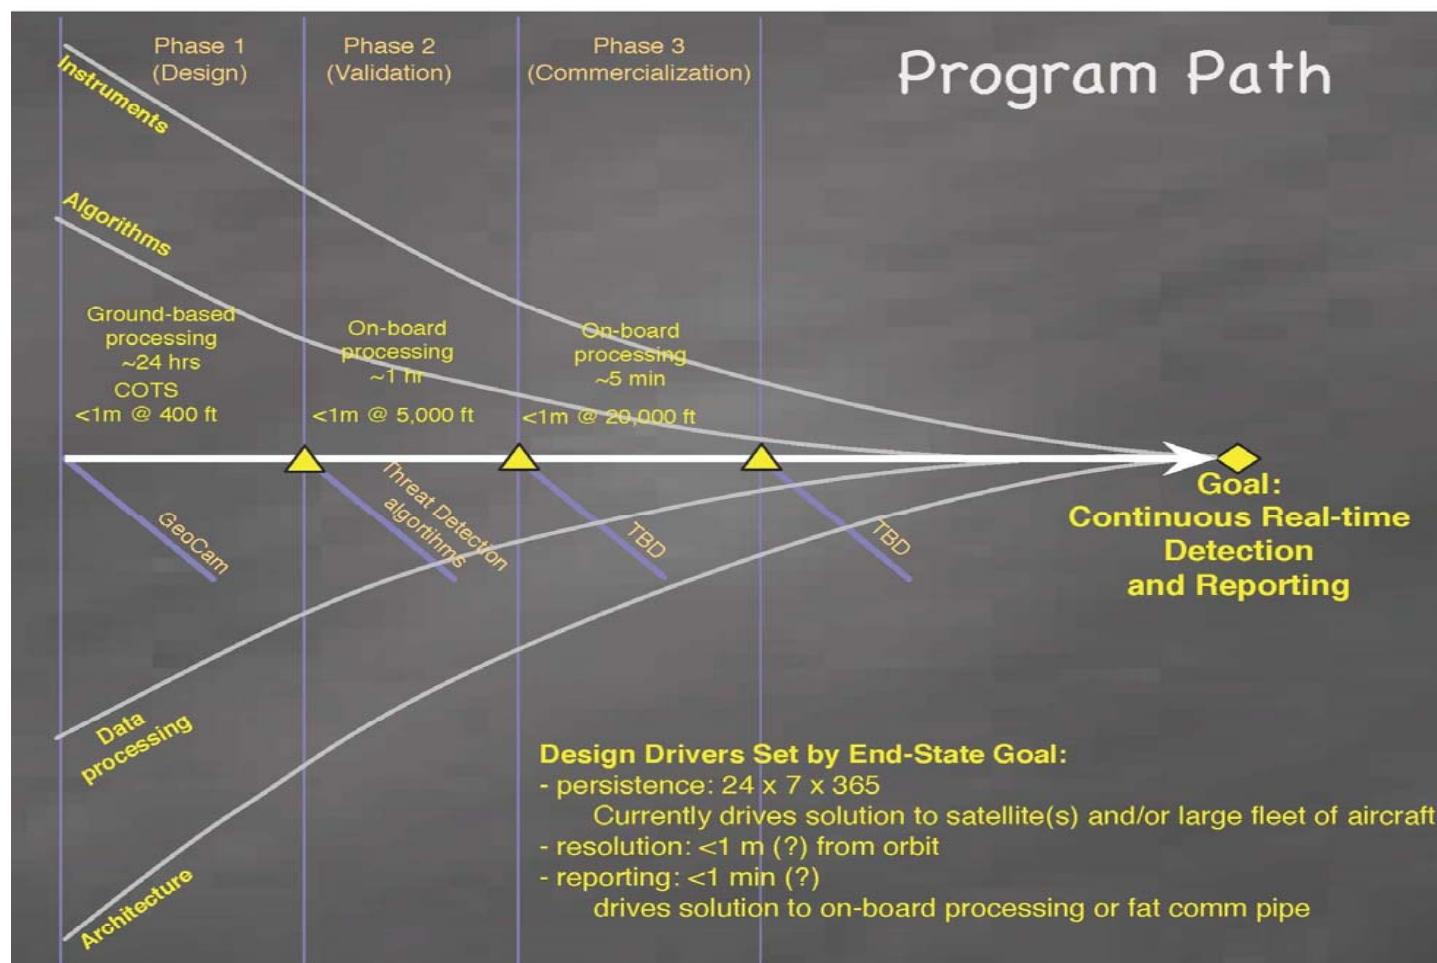 Program Path
Phase 1
(Design)
Phase 2
(Validation)
Phase 3
(Commercialization)
Instruments
Algorithms
Ground-based
processing
~24 hrs
COTS
<1m @ 400 ft
On-board
processing
~1 hr
<1m @ 5,000 ft
On-board
processing
~5 min
<1m @ 20,000 ft
GeoCam
Threat Detection
algorithms
TBD
TBD
Goal:
Continuous Real-time
Detection
and Reporting
Data
processing
Architecture
Design Drivers Set by End-State Goal:
- persistence: 24 x 7 x 365
Currently drives solution to satellite(s) and/or large fleet of aircraft
- resolution: <1 m (?) from orbit
- reporting: <1 min (?)
drives solution to on-board processing or fat comm pipe